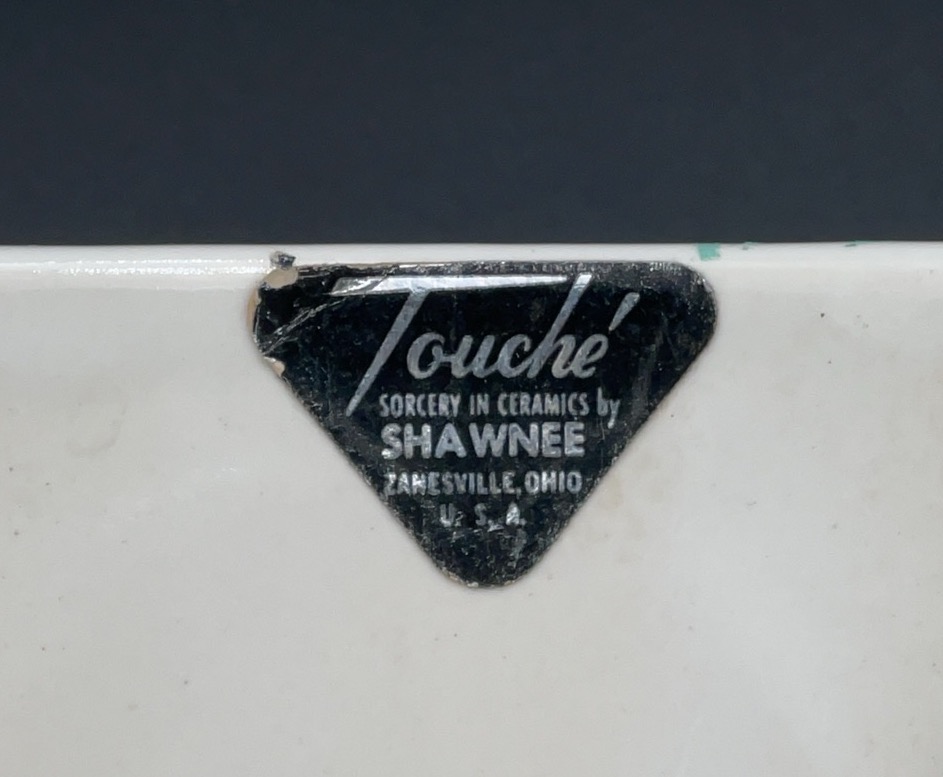 Touché
SORCERY IN CERAMICS by
SHAWNEE
ZANESVILLE, OHIO
U. S. A.